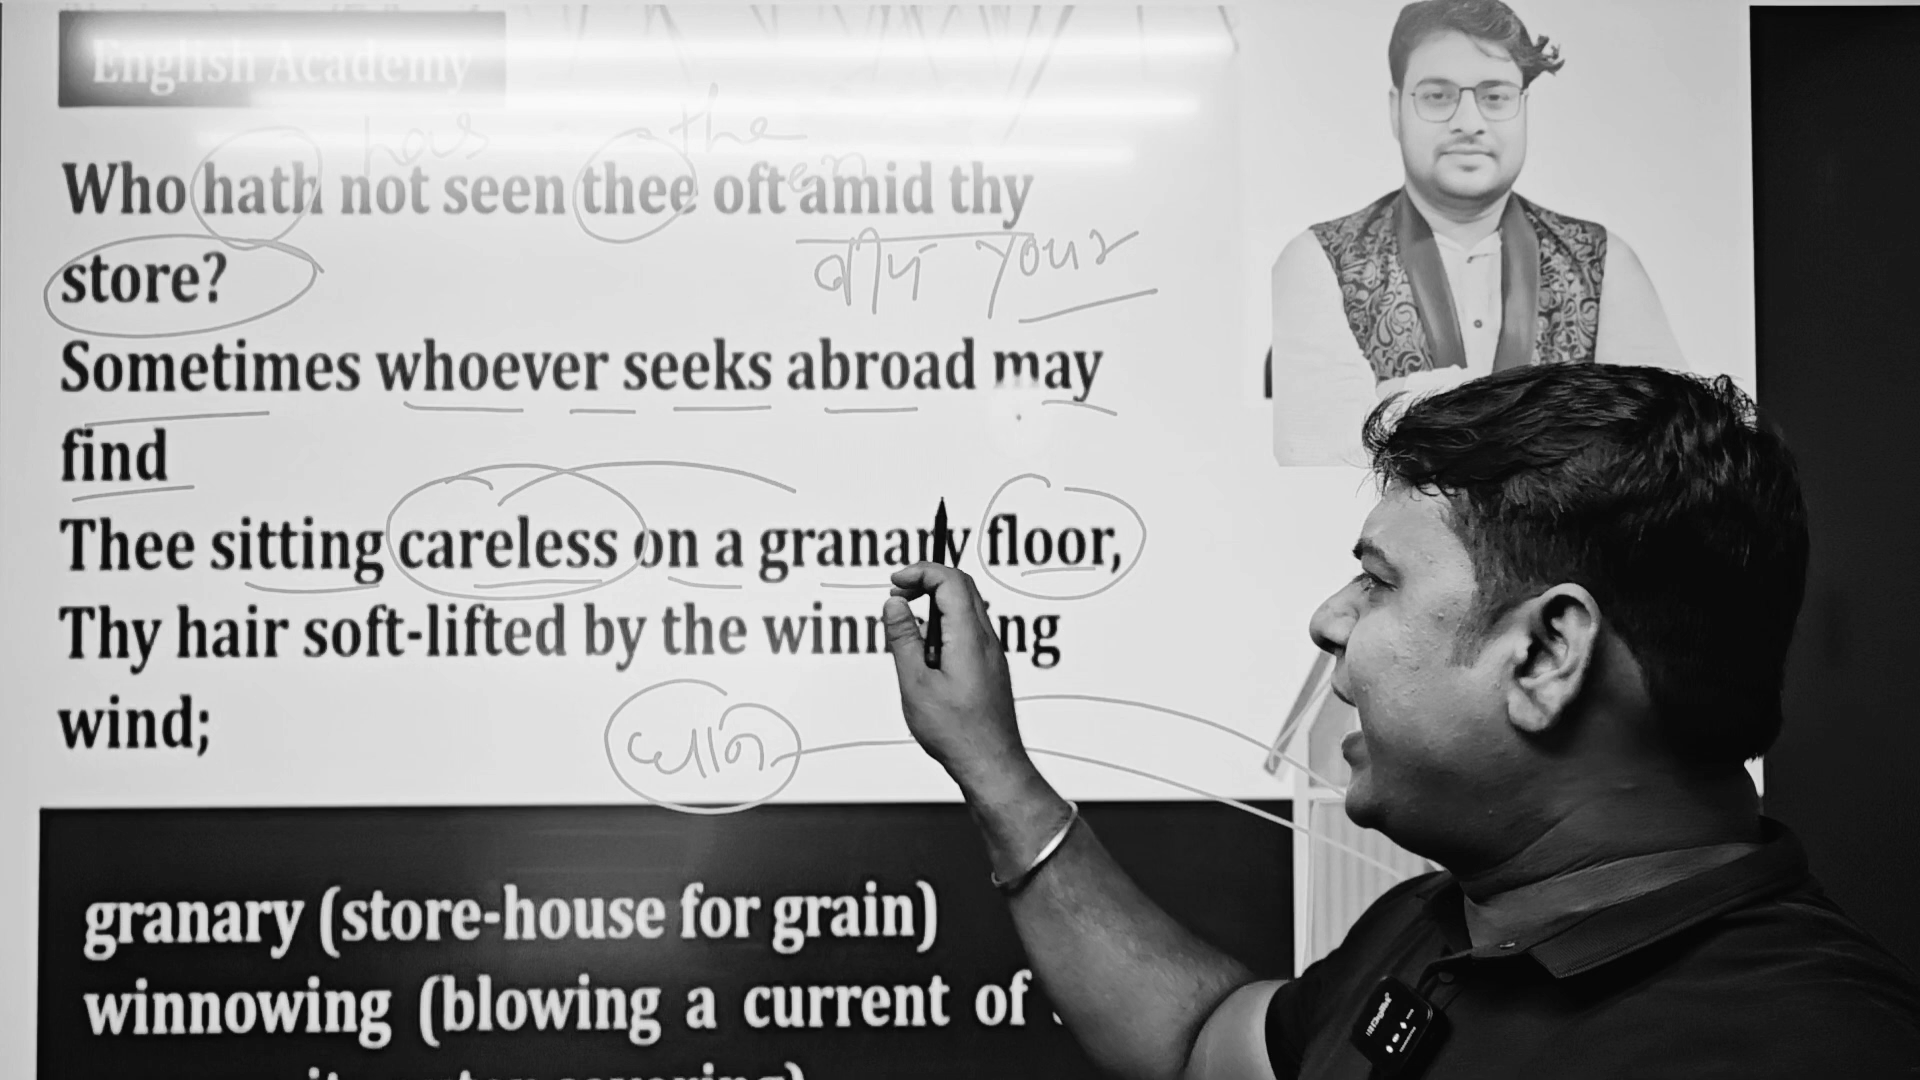 English Academy
has the
Who hath not seen thee oft amid thy
store?
बीच your
Sometimes whoever seeks abroad may
find
Thee sitting careless on a granary floor,
Thy hair soft-lifted by the
wind;
granary (store-house for grain)
winnowing (blowing a current of